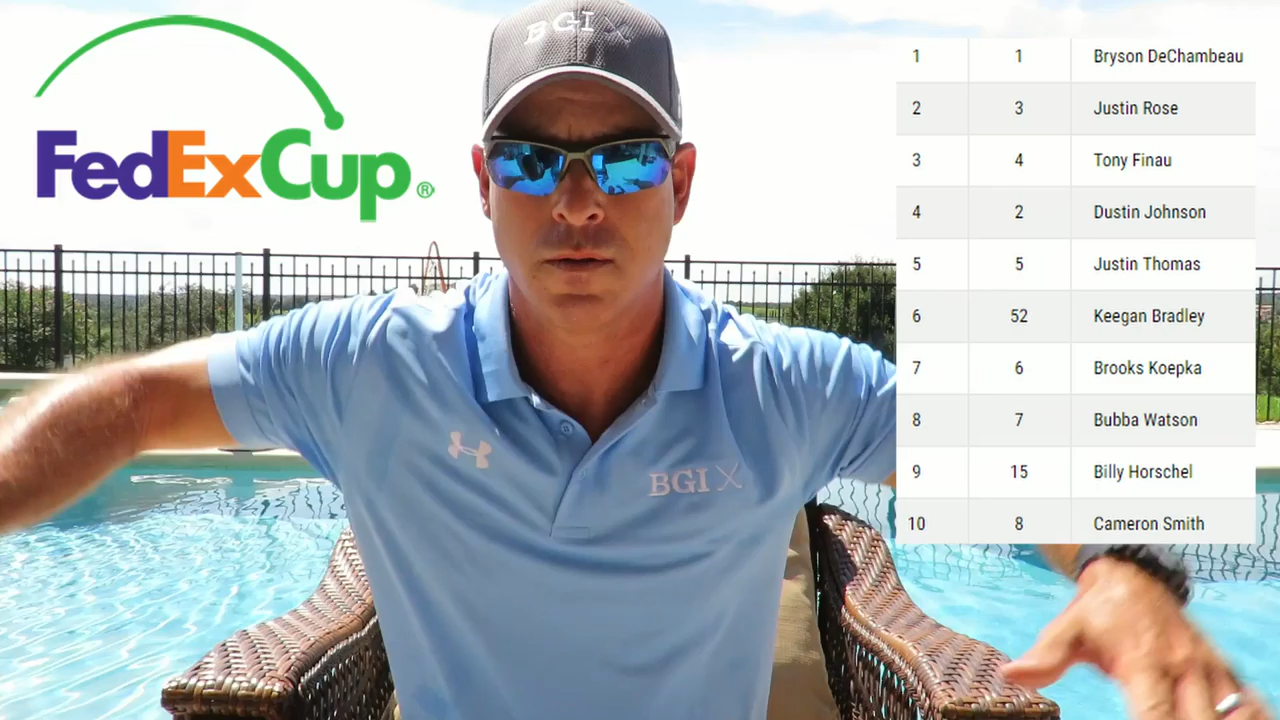 BGI
FedExCup®
1 1 Bryson DeChambeau
2 3 Justin Rose
3 4 Tony Finau
4 2 Dustin Johnson
5 5 Justin Thomas
6 52 Keegan Bradley
7 6 Brooks Koepka
8 7 Bubba Watson
9 15 Billy Horschel
10 8 Cameron Smith
BGI